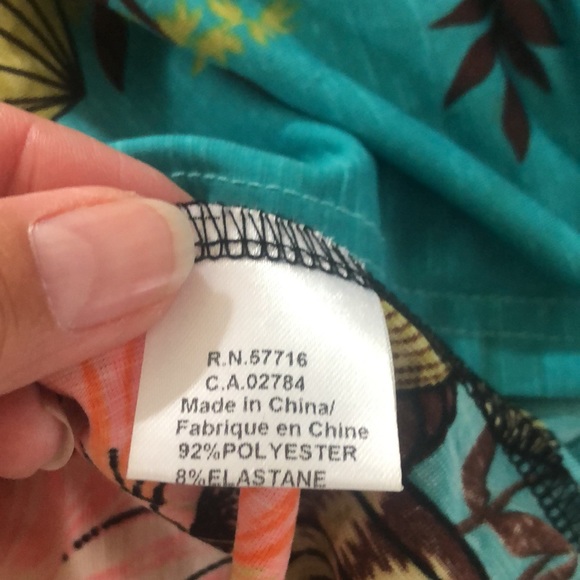 R.N.57716
C.A.02784
Made in China/
Fabrique en Chine
92%POLYESTER
8%ELASTANE